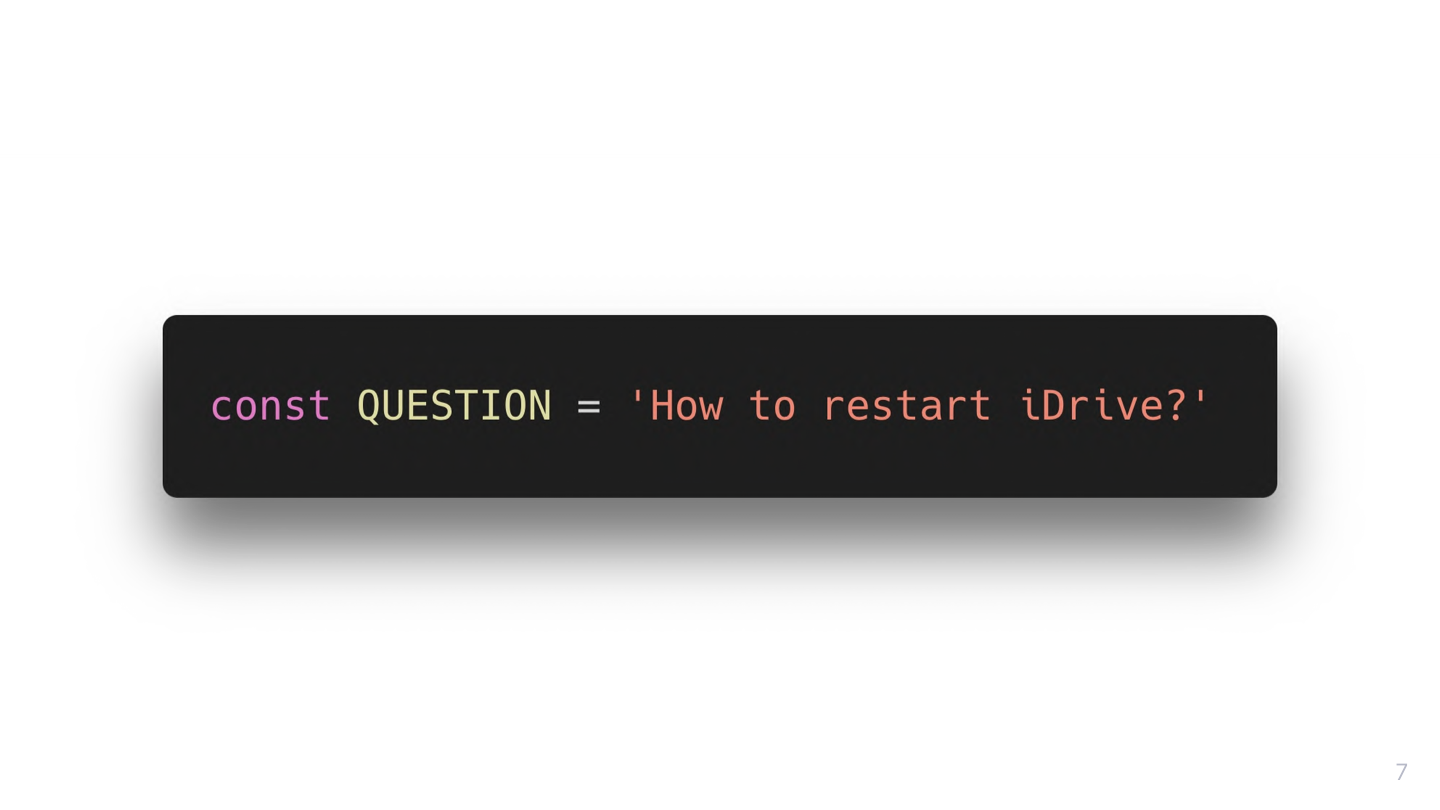 const QUESTION = 'How to restart iDrive?'
7